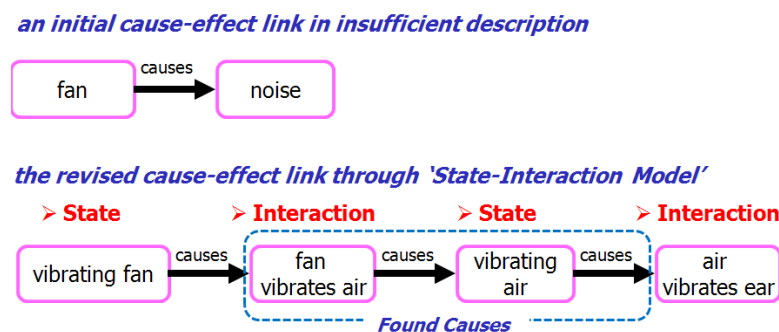 an initial cause-effect link in insufficient description
fan
causes
noise
the revised cause-effect link through ‘State-Interaction Model’
➢ State
➢ Interaction
➢ State
➢ Interaction
vibrating fan
causes
fan
vibrates air
causes
vibrating
air
causes
air
vibrates ear
Found Causes